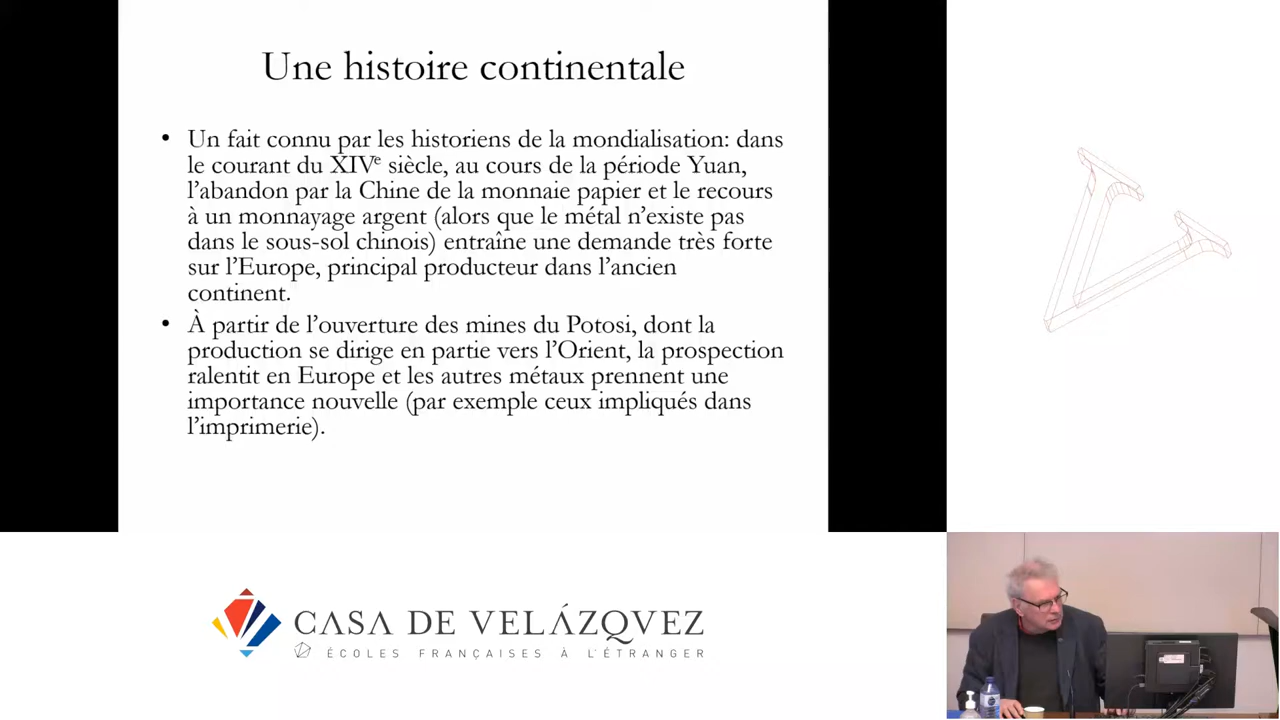 Une histoire continentale
• Un fait connu par les historiens de la mondialisation: dans
le courant du XIVe siècle, au cours de la période Yuan,
l’abandon par la Chine de la monnaie papier et le recours
à un monnayage argent (alors que le métal n’existe pas
dans le sous-sol chinois) entraîne une demande très forte
sur l’Europe, principal producteur dans l’ancien
continent.
• À partir de l’ouverture des mines du Potosi, dont la
production se dirige en partie vers l’Orient, la prospection
ralentit en Europe et les autres métaux prennent une
importance nouvelle (par exemple ceux impliqués dans
l’imprimerie).
CASA DE VELÁZQVEZ
ÉCOLES FRANÇAISES À L'ÉTRANGER